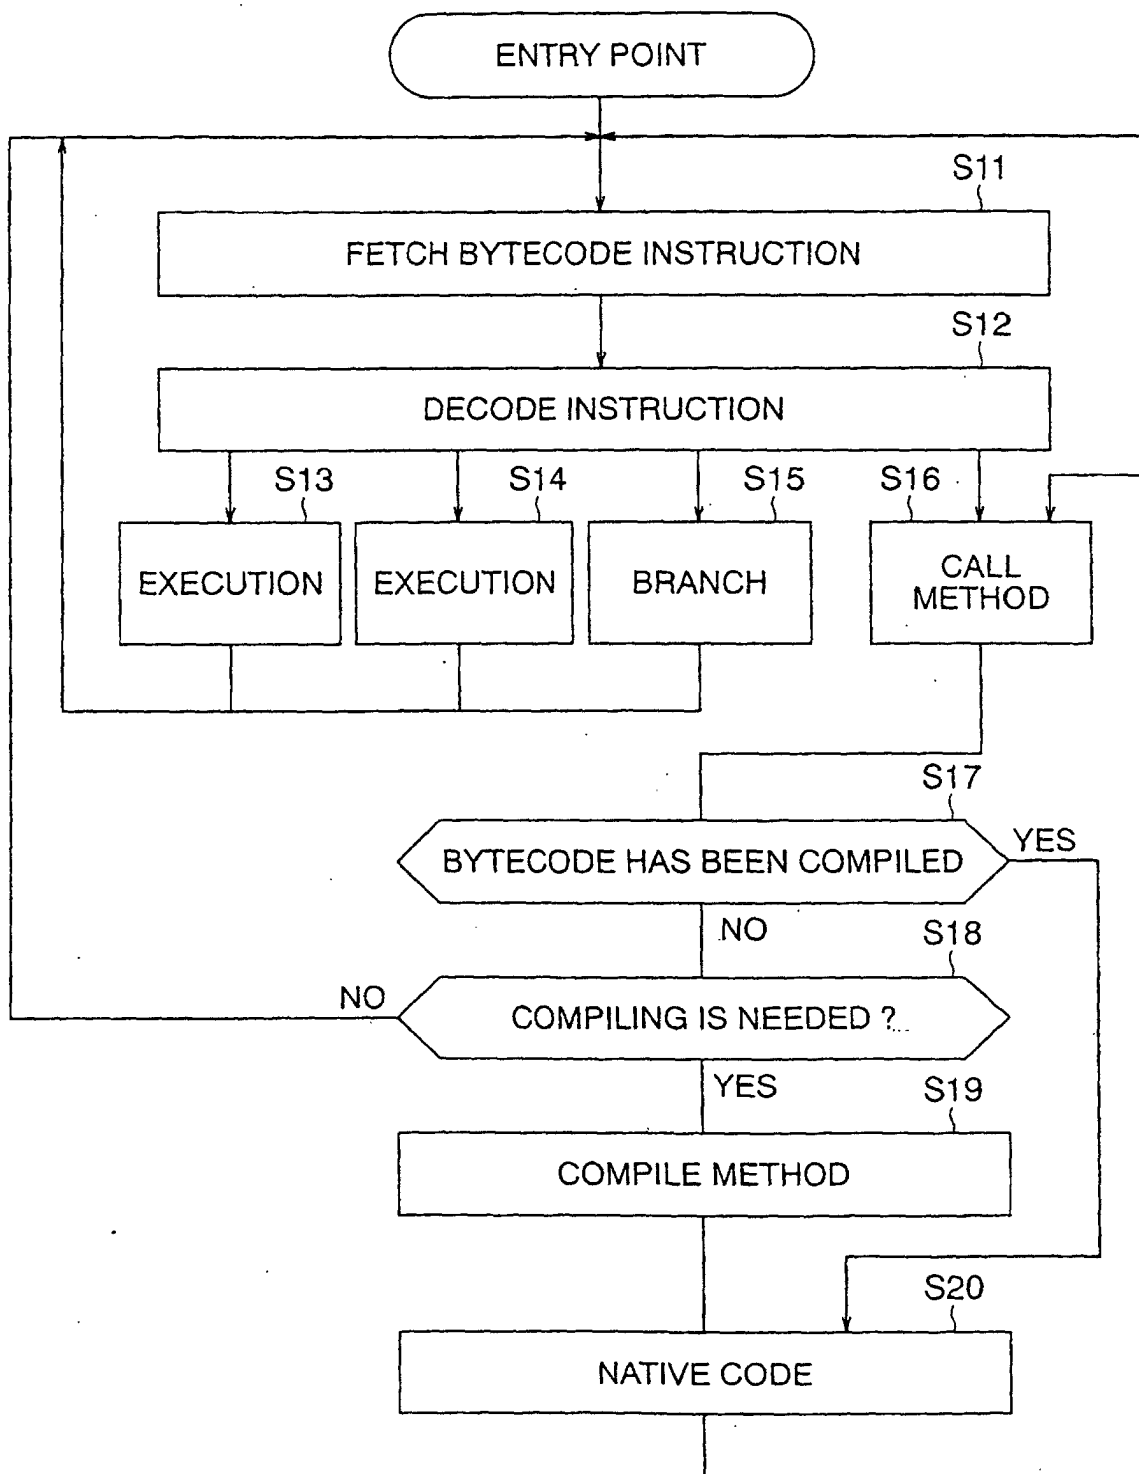 ENTRY POINT
S11
FETCH BYTECODE INSTRUCTION
S12
DECODE INSTRUCTION
S13
S14
S15
S16
EXECUTION
EXECUTION
BRANCH
CALL
METHOD
S17
BYTECODE HAS BEEN COMPILED
YES
NO
S18
NO
COMPILING IS NEEDED ?
YES
S19
COMPILE METHOD
S20
NATIVE CODE